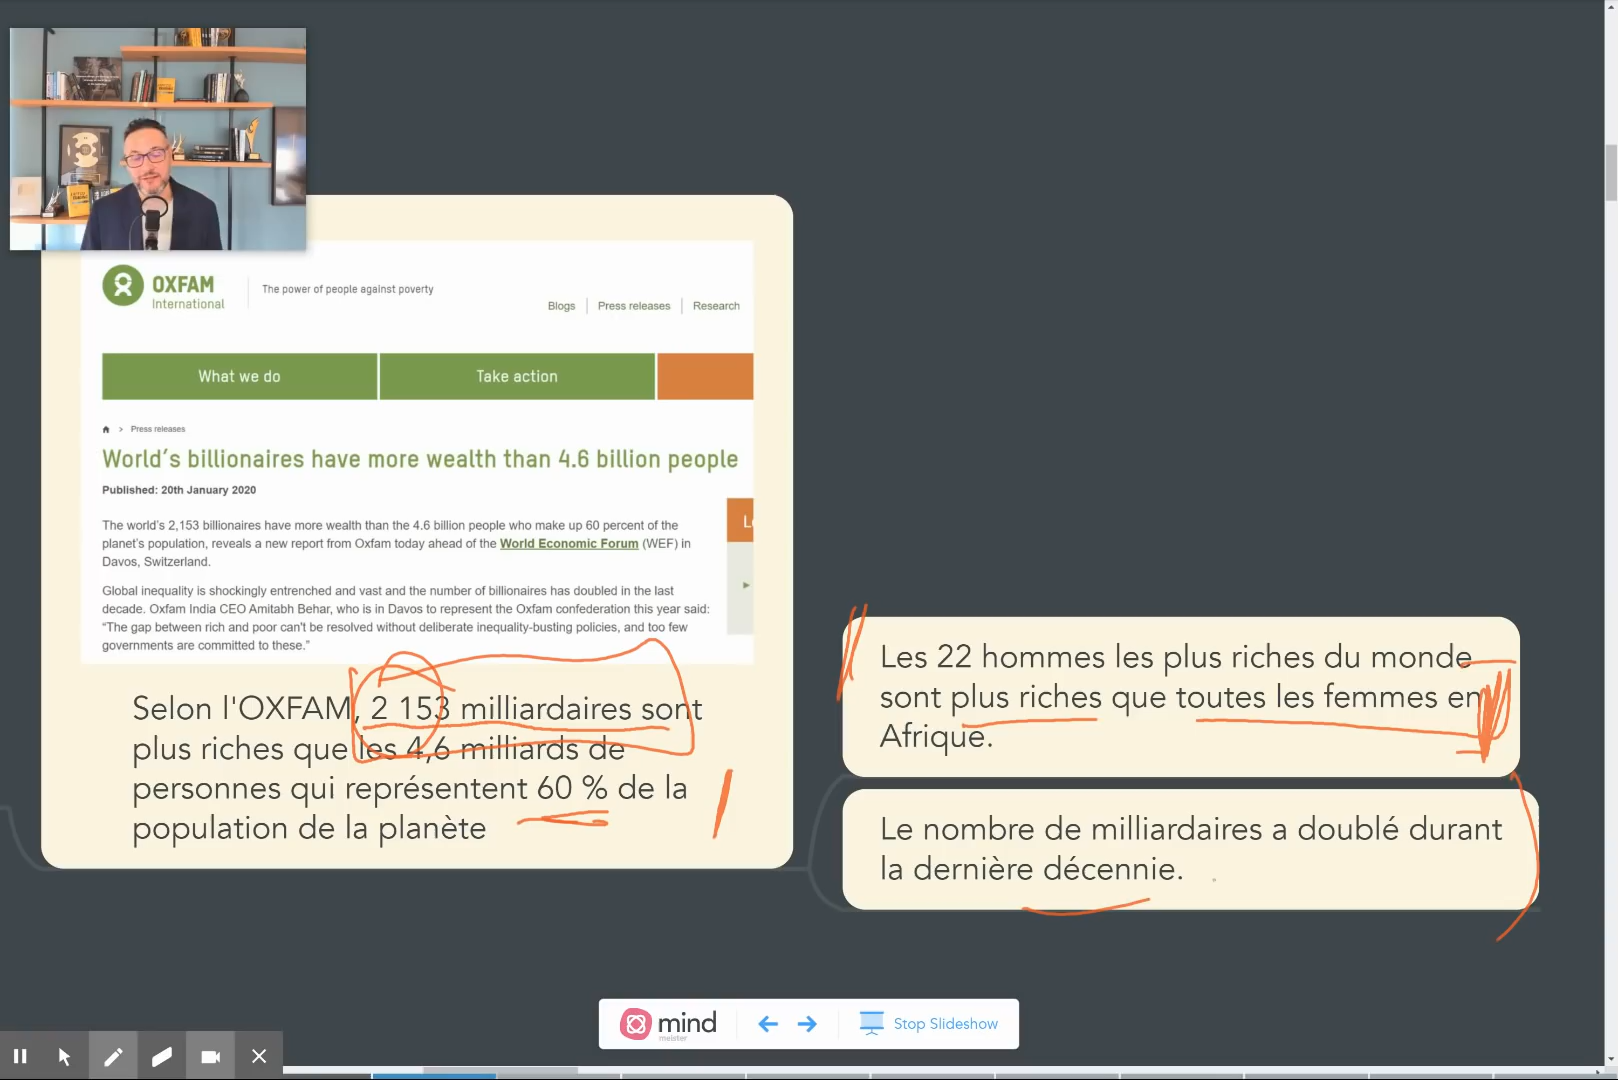 OXFAM
International
The power of people against poverty
Blogs
Press releases
Research
What we do
Take action
> Press releases
World's billionaires have more wealth than 4.6 billion people
Published: 20th January 2020
The world's 2,153 billionaires have more wealth than the 4.6 billion people who make up 60 percent of the
planet's population, reveals a new report from Oxfam today ahead of the World Economic Forum (WEF) in
Davos, Switzerland.
Global inequality is shockingly entrenched and vast and the number of billionaires has doubled in the last
decade. Oxfam India CEO Amitabh Behar, who is in Davos to represent the Oxfam confederation this year said:
“The gap between rich and poor can't be resolved without deliberate inequality-busting policies, and too few
governments are committed to these.”
Selon l'OXFAM, 2 153 milliardaires sont
plus riches que les 4,6 milliards de
personnes qui représentent 60 % de la
population de la planète
Les 22 hommes les plus riches du monde
sont plus riches que toutes les femmes en
Afrique.
Le nombre de milliardaires a doublé durant
la dernière décennie.
mind
meister
Stop Slideshow